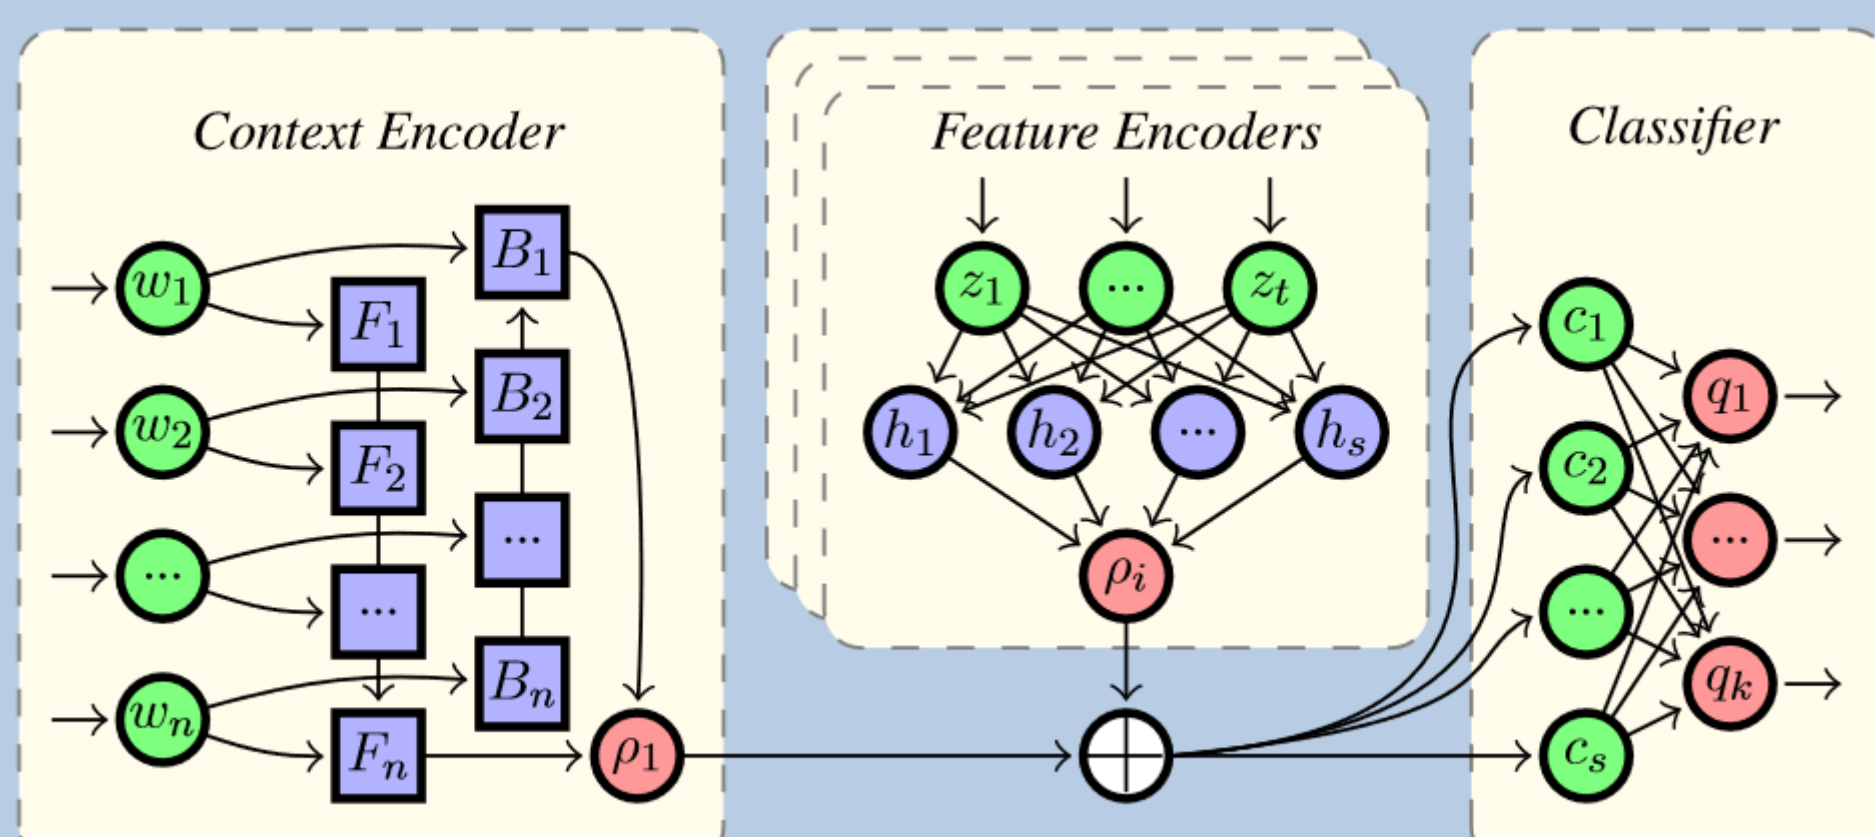 Context Encoder
Feature Encoders
Classifier
w₁
w₂
...
wₙ
F₁
F₂
...
Fₙ
B₁
B₂
...
Bₙ
ρ₁
z₁
...
zₜ
h₁
h₂
...
hₛ
ρᵢ
c₁
c₂
...
cₛ
q₁
...
qₖ